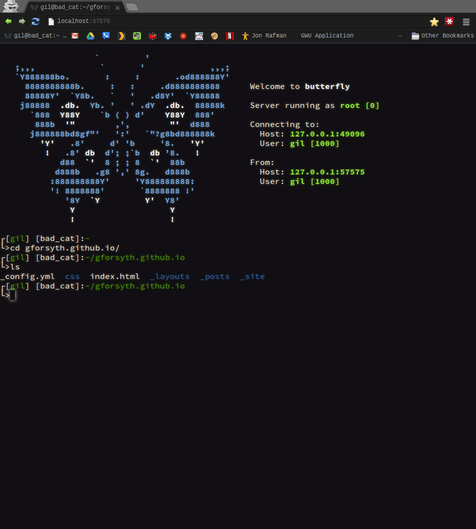 gil@bad_cat:~/gforsy
localhost:57575
gil@bad_cat: ~
Jon Rafman
GWU Application
Other Bookmarks
Welcome to butterfly
Server running as root [0]
Connecting to:
Host: 127.0.0.1:49096
User: gil [1000]
From:
Host: 127.0.0.1:57575
User: gil [1000]
┌[gil] [bad_cat]:~
└>cd gforsyth.github.io/
┌[gil] [bad_cat]:~/gforsyth.github.io
└>ls
_config.yml css index.html _layouts _posts _site
┌[gil] [bad_cat]:~/gforsyth.github.io
└>